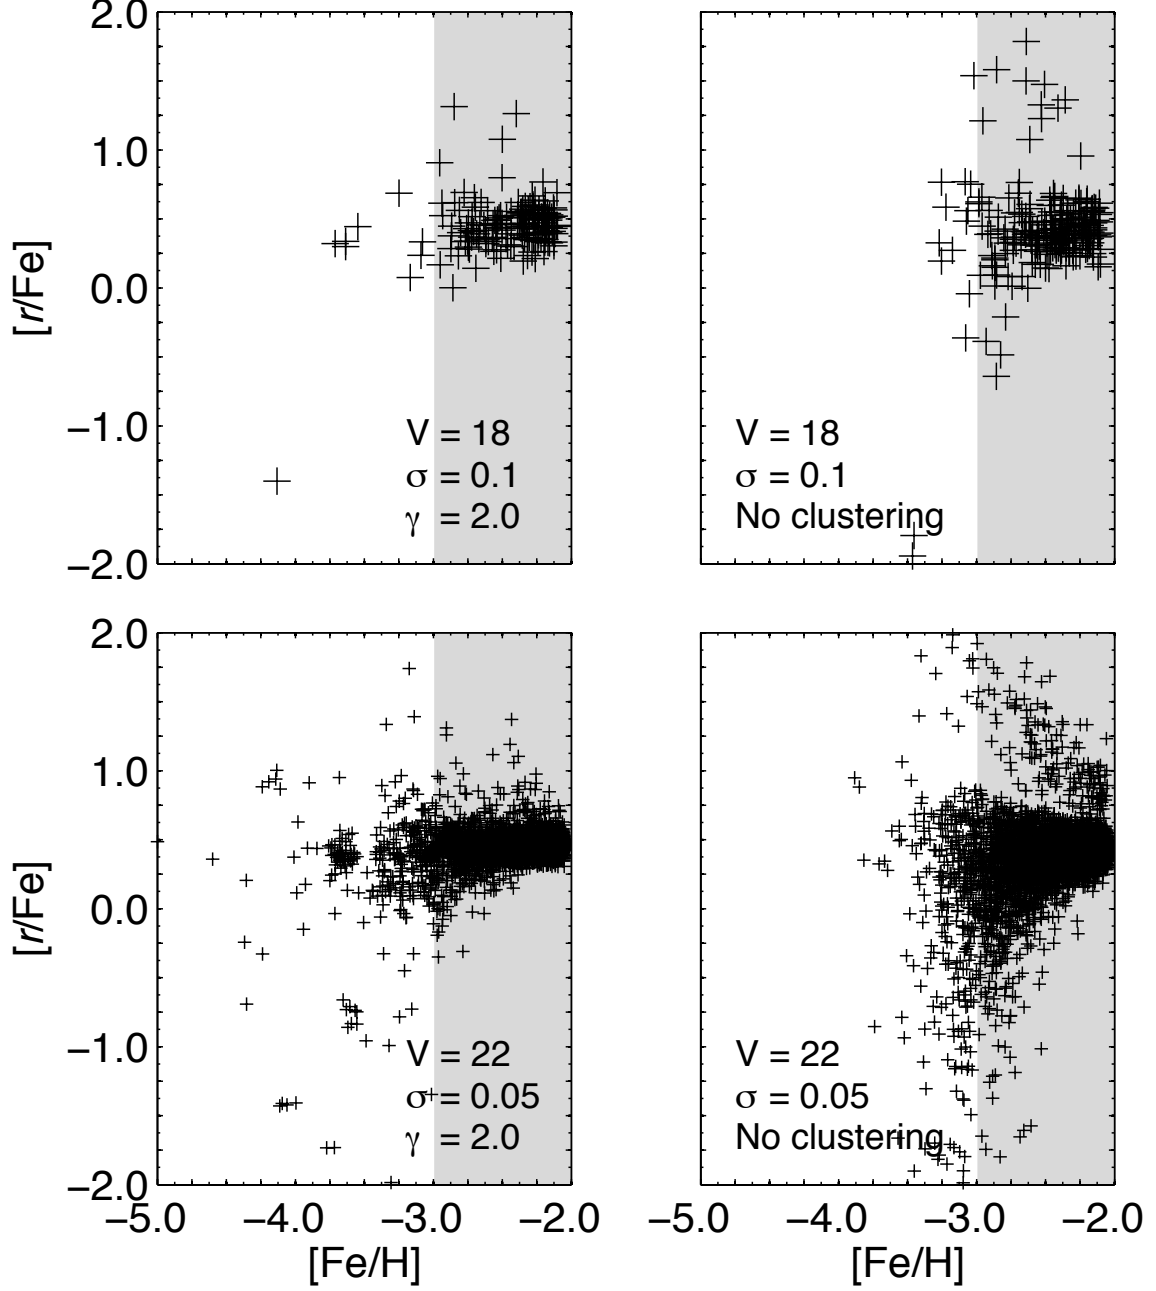 2.0
1.0
0.0
−1.0
−2.0
[r/Fe]
V = 18
σ = 0.1
γ = 2.0
V = 18
σ = 0.1
No clustering
2.0
1.0
0.0
−1.0
−2.0
[r/Fe]
V = 22
σ = 0.05
γ = 2.0
V = 22
σ = 0.05
No clustering
−5.0 −4.0 −3.0 −2.0
−5.0 −4.0 −3.0 −2.0
[Fe/H]
[Fe/H]